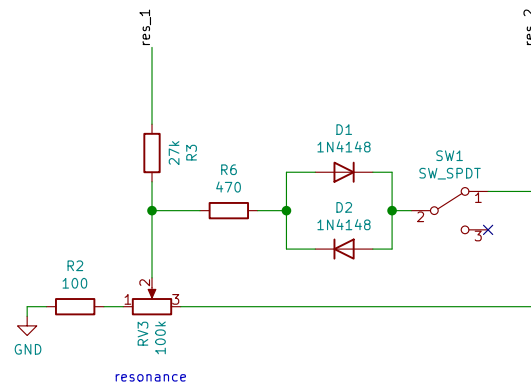 res_1
res_2
27k
R3
D1
1N4148
R6
470
SW1
SW_SPDT
1
2
3
D2
1N4148
R2
100
1
2
3
RV3
100k
GND
resonance